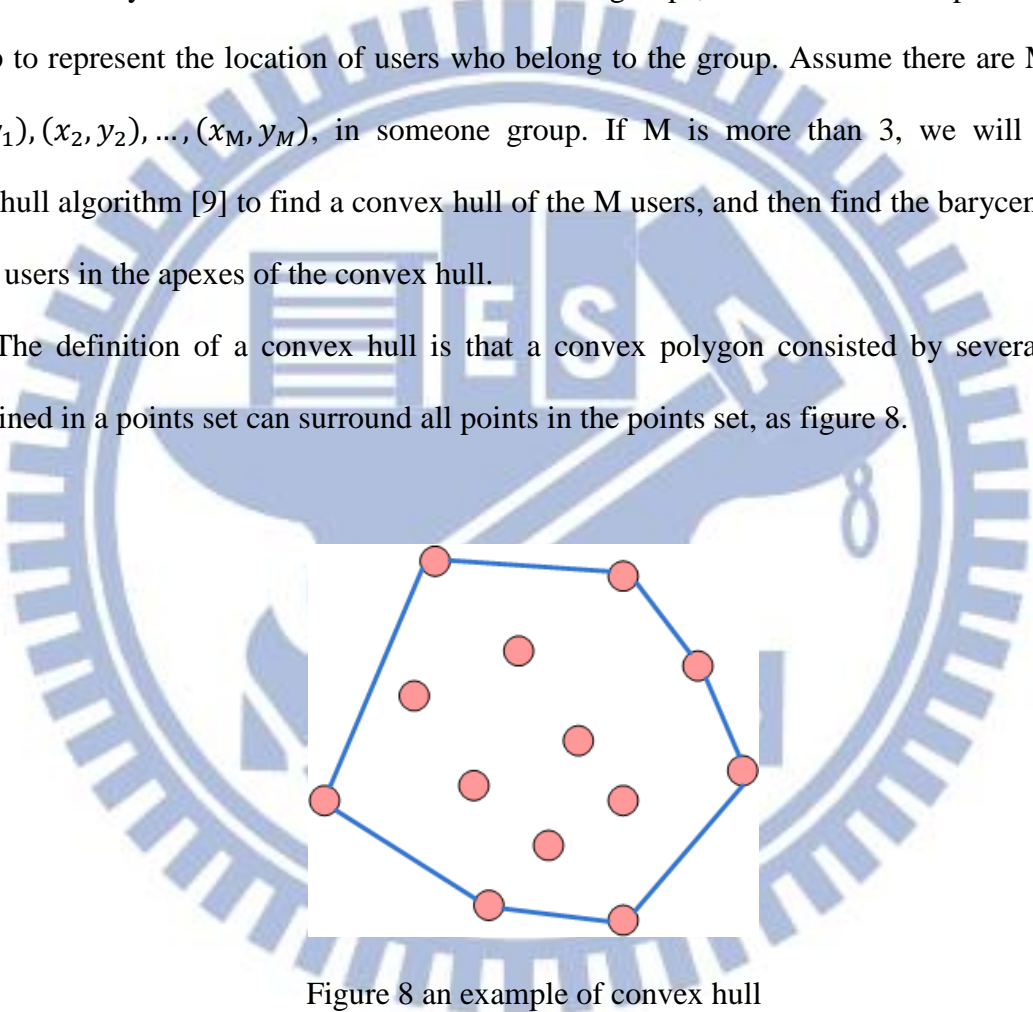 to represent the location of users who belong to the group. Assume there are
), (x₂, y₂), … , (x_M, y_M), in someone group. If M is more than 3, we will
hull algorithm [9] to find a convex hull of the M users, and then find the
users in the apexes of the convex hull.
The definition of a convex hull is that a convex polygon consisted by
in a points set can surround all points in the points set, as figure 8.
E S A
8
Figure 8 an example of convex hull